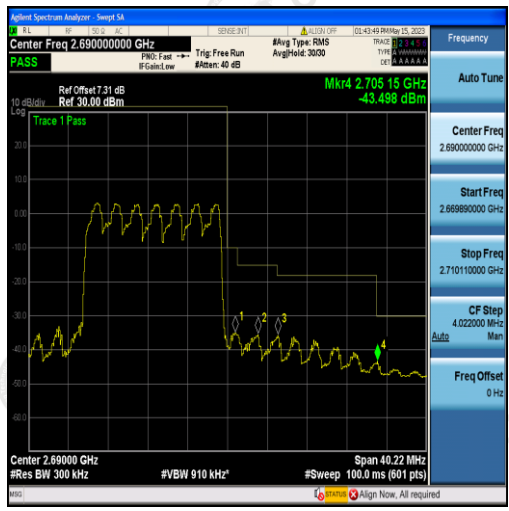 Agilent Spectrum Analyzer - Swept SA
RL RF 50 Ω AC SENSE:INT ALIGN OFF 01:43:49 PM May 15, 2023
Center Freq 2.690000000 GHz #Avg Type: RMS TRACE 1 2 3 4 5 6
PASS PNO: Fast Trig: Free Run Avg|Hold: 30/30 TYPE A WWWWW
IFGain:Low #Atten: 40 dB DET A A A A A A
Mkr4 2.705 15 GHz
-43.498 dBm
Ref Offset 7.31 dB
10 dB/div Ref 30.00 dBm
Log
Trace 1 Pass
20.0
10.0
0.00
-10.0
-20.0
-30.0
-40.0
-50.0
-60.0
1
2
3
4
Center 2.69000 GHz Span 40.22 MHz
#Res BW 300 kHz #VBW 910 kHz* #Sweep 100.0 ms (601 pts)
MSG STATUS Align Now, All required
Frequency
Auto Tune
Center Freq
2.690000000 GHz
Start Freq
2.669890000 GHz
Stop Freq
2.710110000 GHz
CF Step
4.022000 MHz
Auto Man
Freq Offset
0 Hz